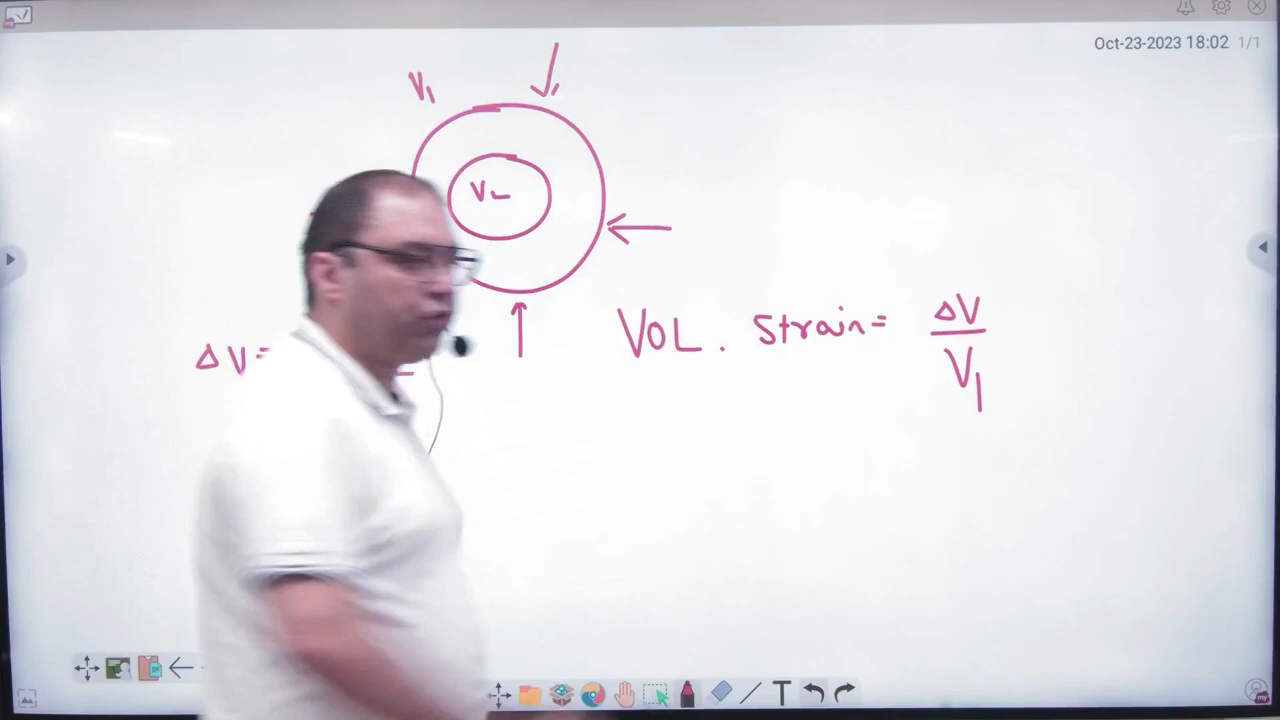 Oct-23-2023 18:02 1/1
V1
V2
ΔV=
VOL. Strain= ΔV
V1